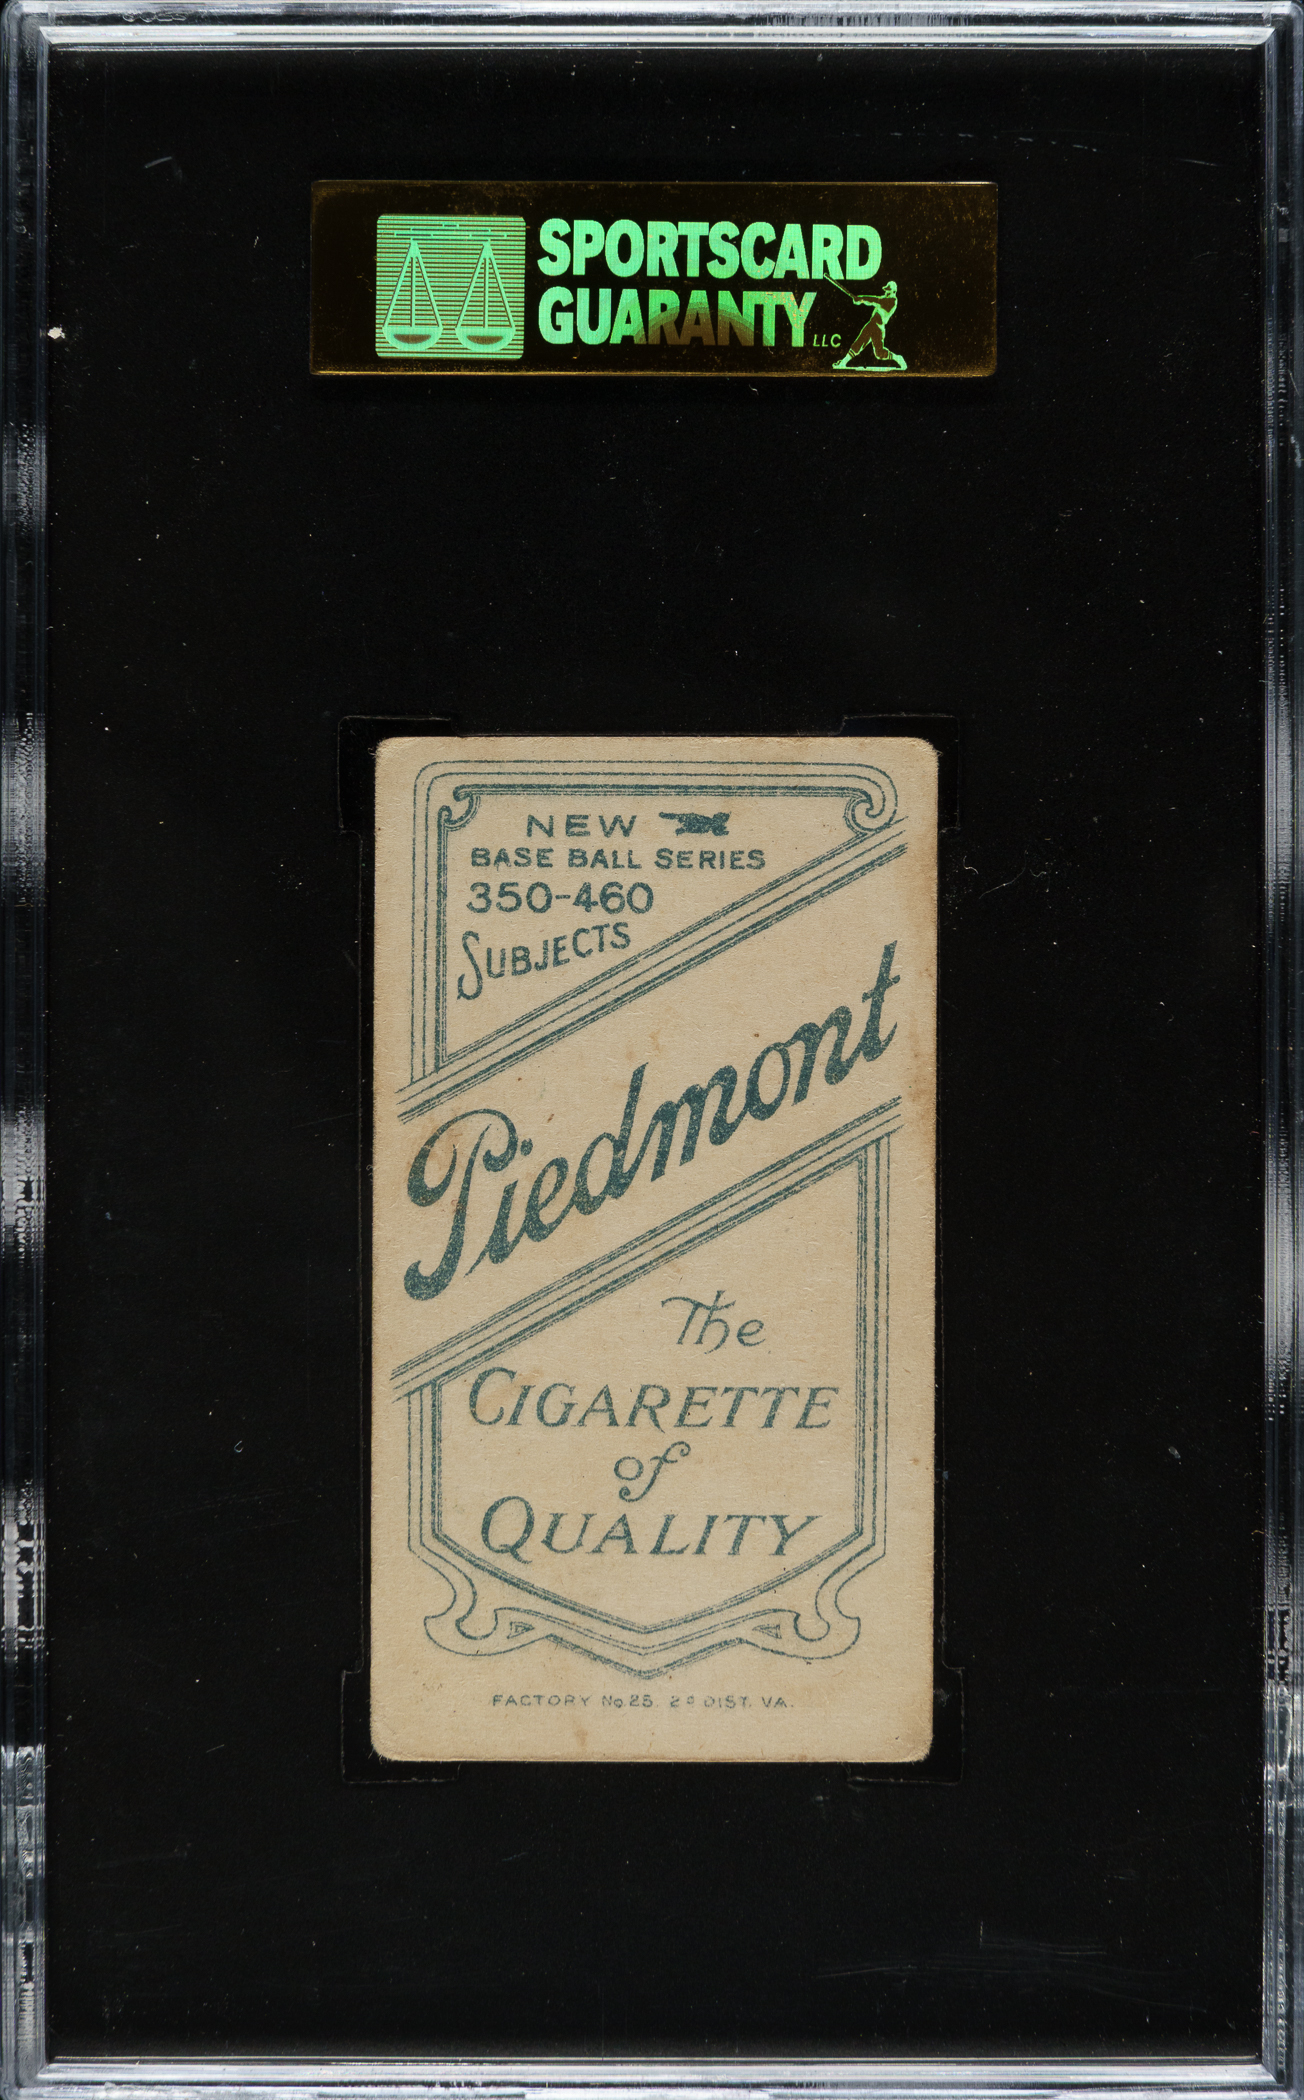 SPORTSCARD
GUARANTY LLC
NEW
BASE BALL SERIES
350-460
SUBJECTS
Piedmont
The
CIGARETTE
of
QUALITY
FACTORY No. 25. 2D DIST. VA.